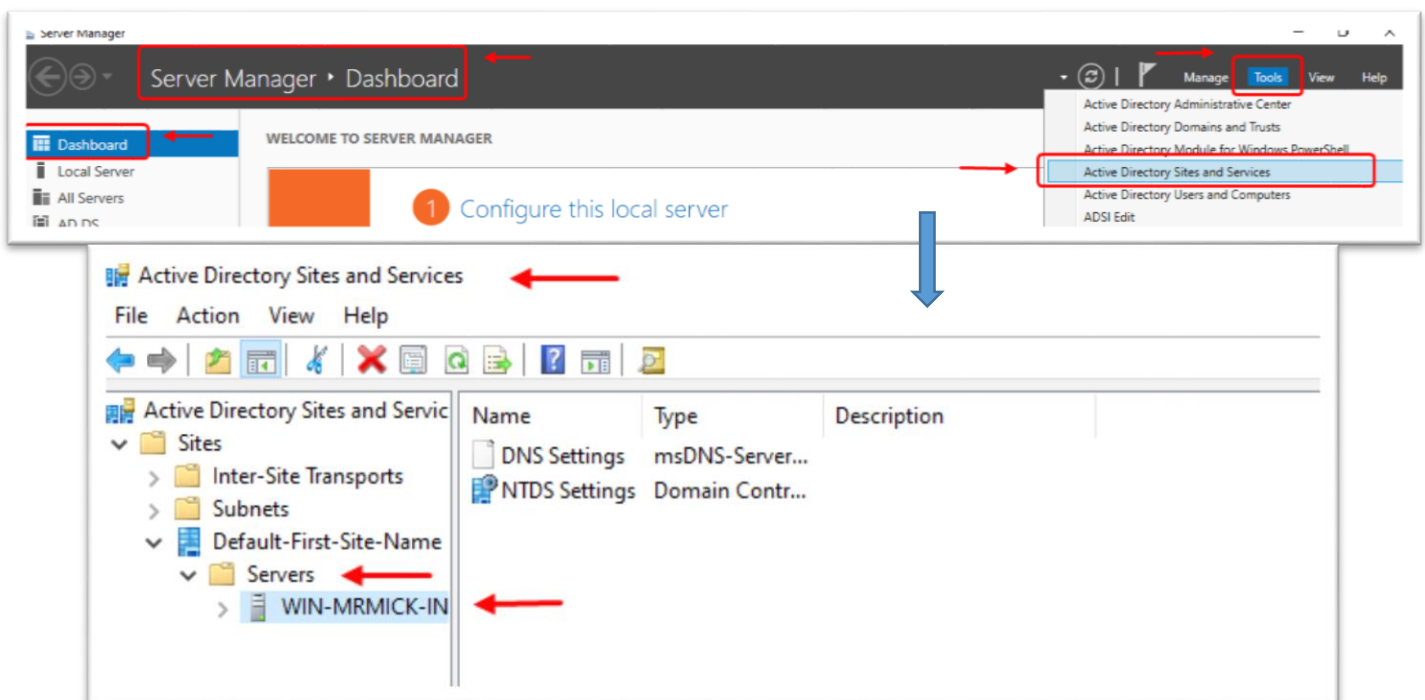 Server Manager
Server Manager • Dashboard
Manage Tools View Help
Active Directory Administrative Center
Active Directory Domains and Trusts
Active Directory Module for Windows PowerShell
Active Directory Sites and Services
Active Directory Users and Computers
ADSI Edit
Dashboard
Local Server
All Servers
AD DS
WELCOME TO SERVER MANAGER
1 Configure this local server
Active Directory Sites and Services
File Action View Help
Active Directory Sites and Servic
Sites
Inter-Site Transports
Subnets
Default-First-Site-Name
Servers
WIN-MRMICK-IN
Name Type Description
DNS Settings msDNS-Server...
NTDS Settings Domain Contr...